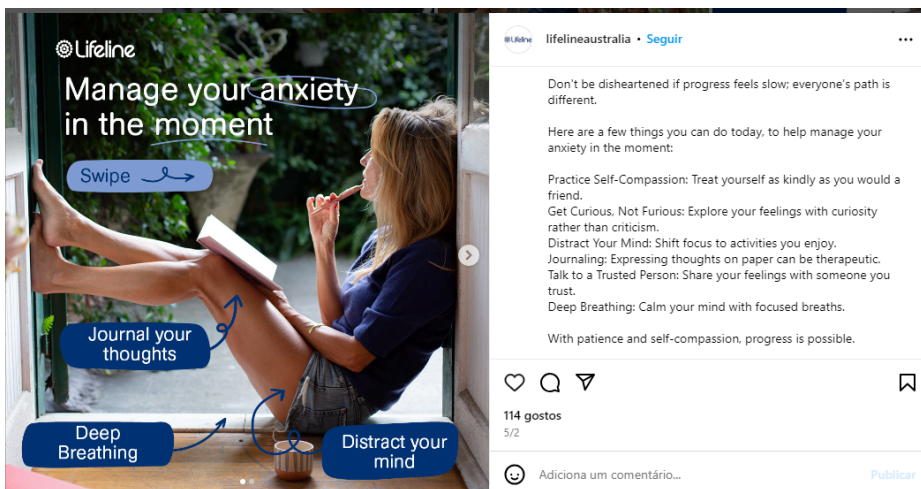 Lifeline
Manage your anxiety
in the moment
Swipe
Journal your
thoughts
Deep
Breathing
Distract your
mind
Lifeline
lifelineaustralia • Seguir
Don't be disheartened if progress feels slow; everyone's path is
different.
Here are a few things you can do today, to help manage your
anxiety in the moment:
Practice Self-Compassion: Treat yourself as kindly as you would a
friend.
Get Curious, Not Furious: Explore your feelings with curiosity
rather than criticism.
Distract Your Mind: Shift focus to activities you enjoy.
Journaling: Expressing thoughts on paper can be therapeutic.
Talk to a Trusted Person: Share your feelings with someone you
trust.
Deep Breathing: Calm your mind with focused breaths.
With patience and self-compassion, progress is possible.
114 gostos
5/2
Adiciona um comentário...
Publicar